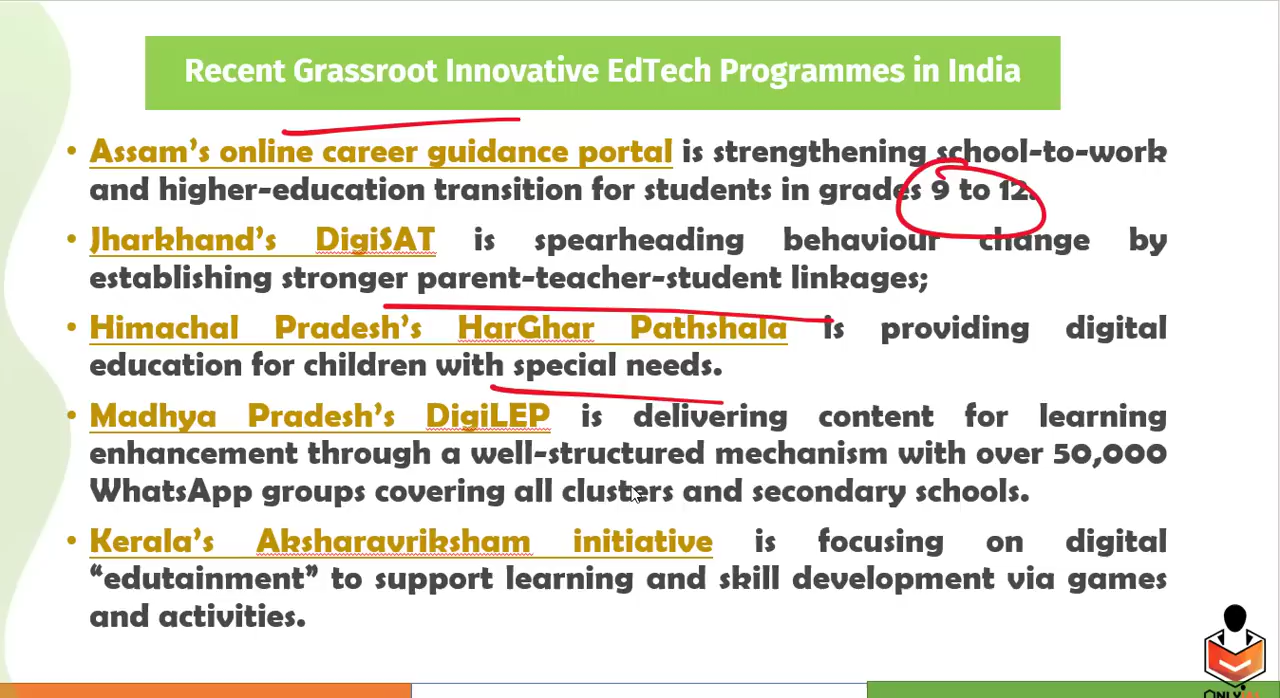 Recent Grassroot Innovative EdTech Programmes in India
• Assam's online career guidance portal is strengthening school-to-work
and higher-education transition for students in grades 9 to 12.
• Jharkhand's DigiSAT is spearheading behaviour change by
establishing stronger parent-teacher-student linkages;
• Himachal Pradesh's HarGhar Pathshala is providing digital
education for children with special needs.
• Madhya Pradesh's DigiLEP is delivering content for learning
enhancement through a well-structured mechanism with over 50,000
WhatsApp groups covering all clusters and secondary schools.
• Kerala's Aksharavriksham initiative is focusing on digital
“edutainment” to support learning and skill development via games
and activities.